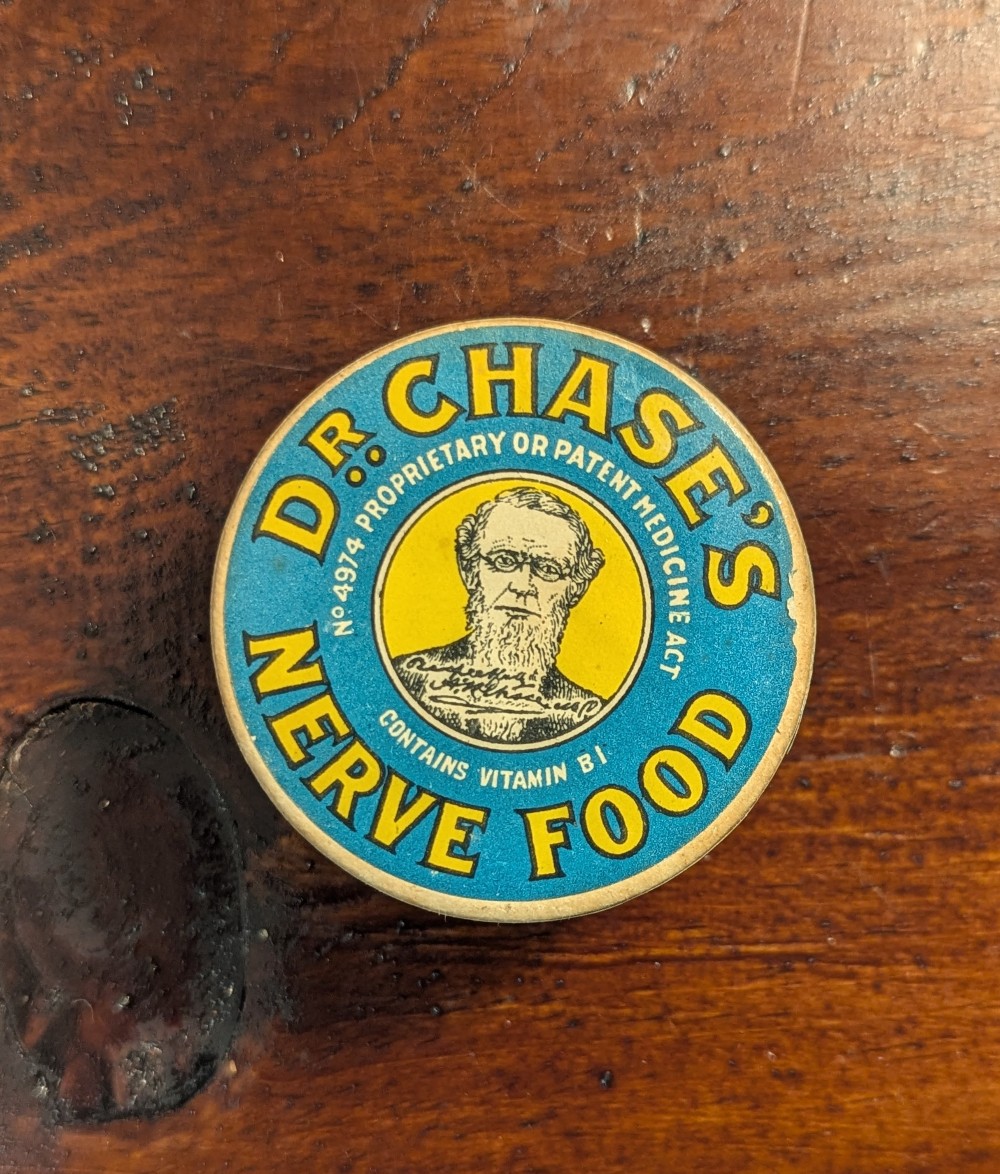 DR. CHASE'S
No 4974 PROPRIETARY OR PATENT MEDICINE ACT
CONTAINS VITAMIN B1
NERVE FOOD